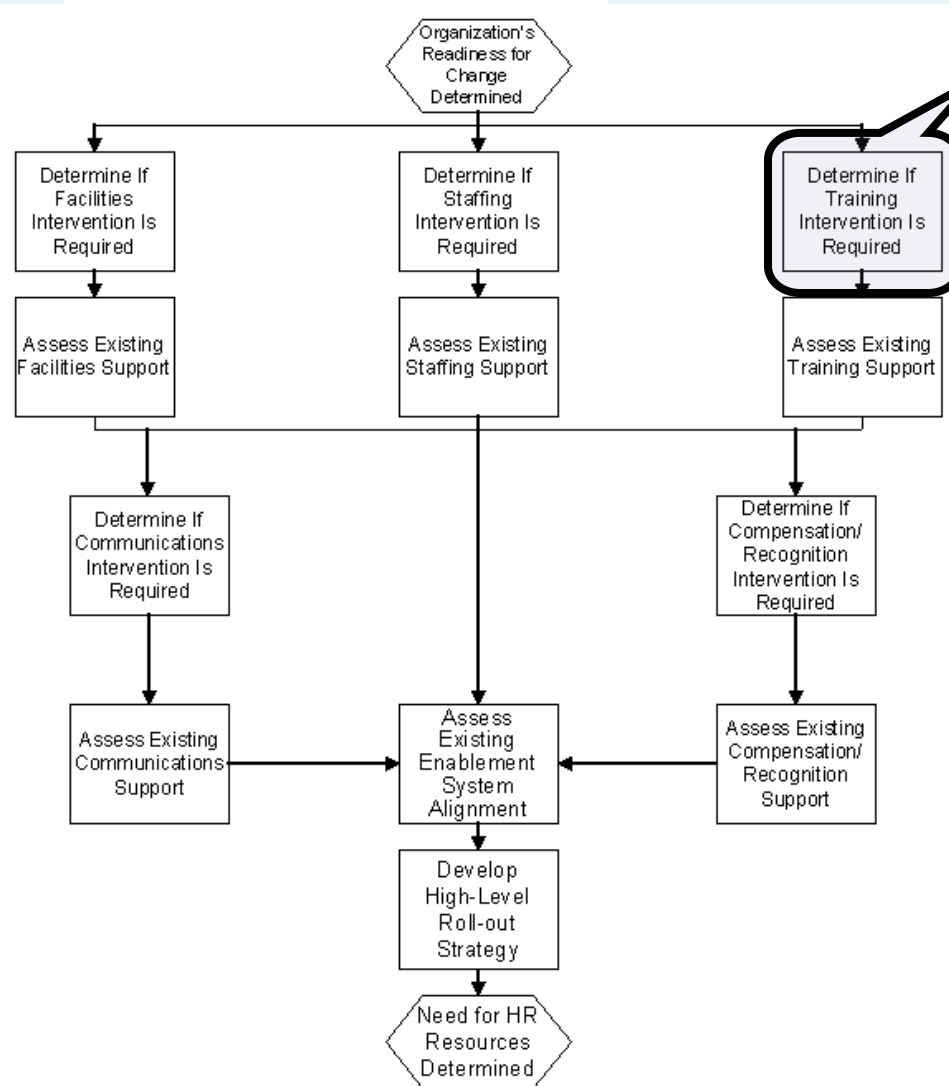 Organization's
Readiness for
Change
Determined
Determine If
Facilities
Intervention Is
Required
Determine If
Staffing
Intervention Is
Required
Determine If
Training
Intervention Is
Required
Assess Existing
Facilities Support
Assess Existing
Staffing Support
Assess Existing
Training Support
Determine If
Communications
Intervention Is
Required
Determine If
Compensation/
Recognition
Intervention Is
Required
Assess Existing
Communications
Support
Assess
Existing
Enablement
System
Alignment
Assess Existing
Compensation/
Recognition
Support
Develop
High-Level
Roll-out
Strategy
Need for HR
Resources
Determined